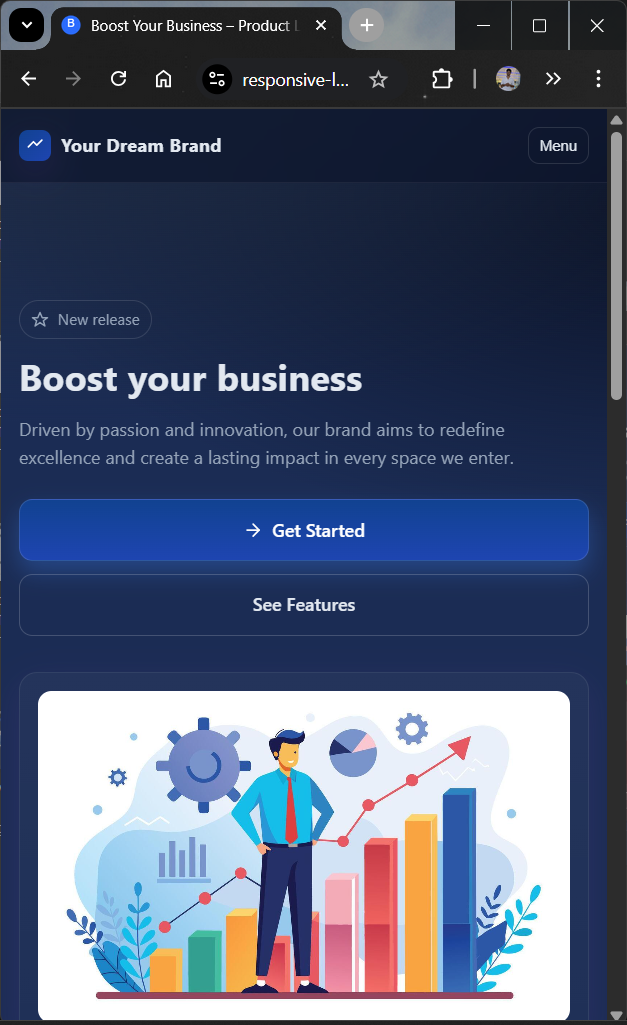 B Boost Your Business – Product L
responsive-l...
Your Dream Brand
Menu
New release
Boost your business
Driven by passion and innovation, our brand aims to redefine
excellence and create a lasting impact in every space we enter.
Get Started
See Features